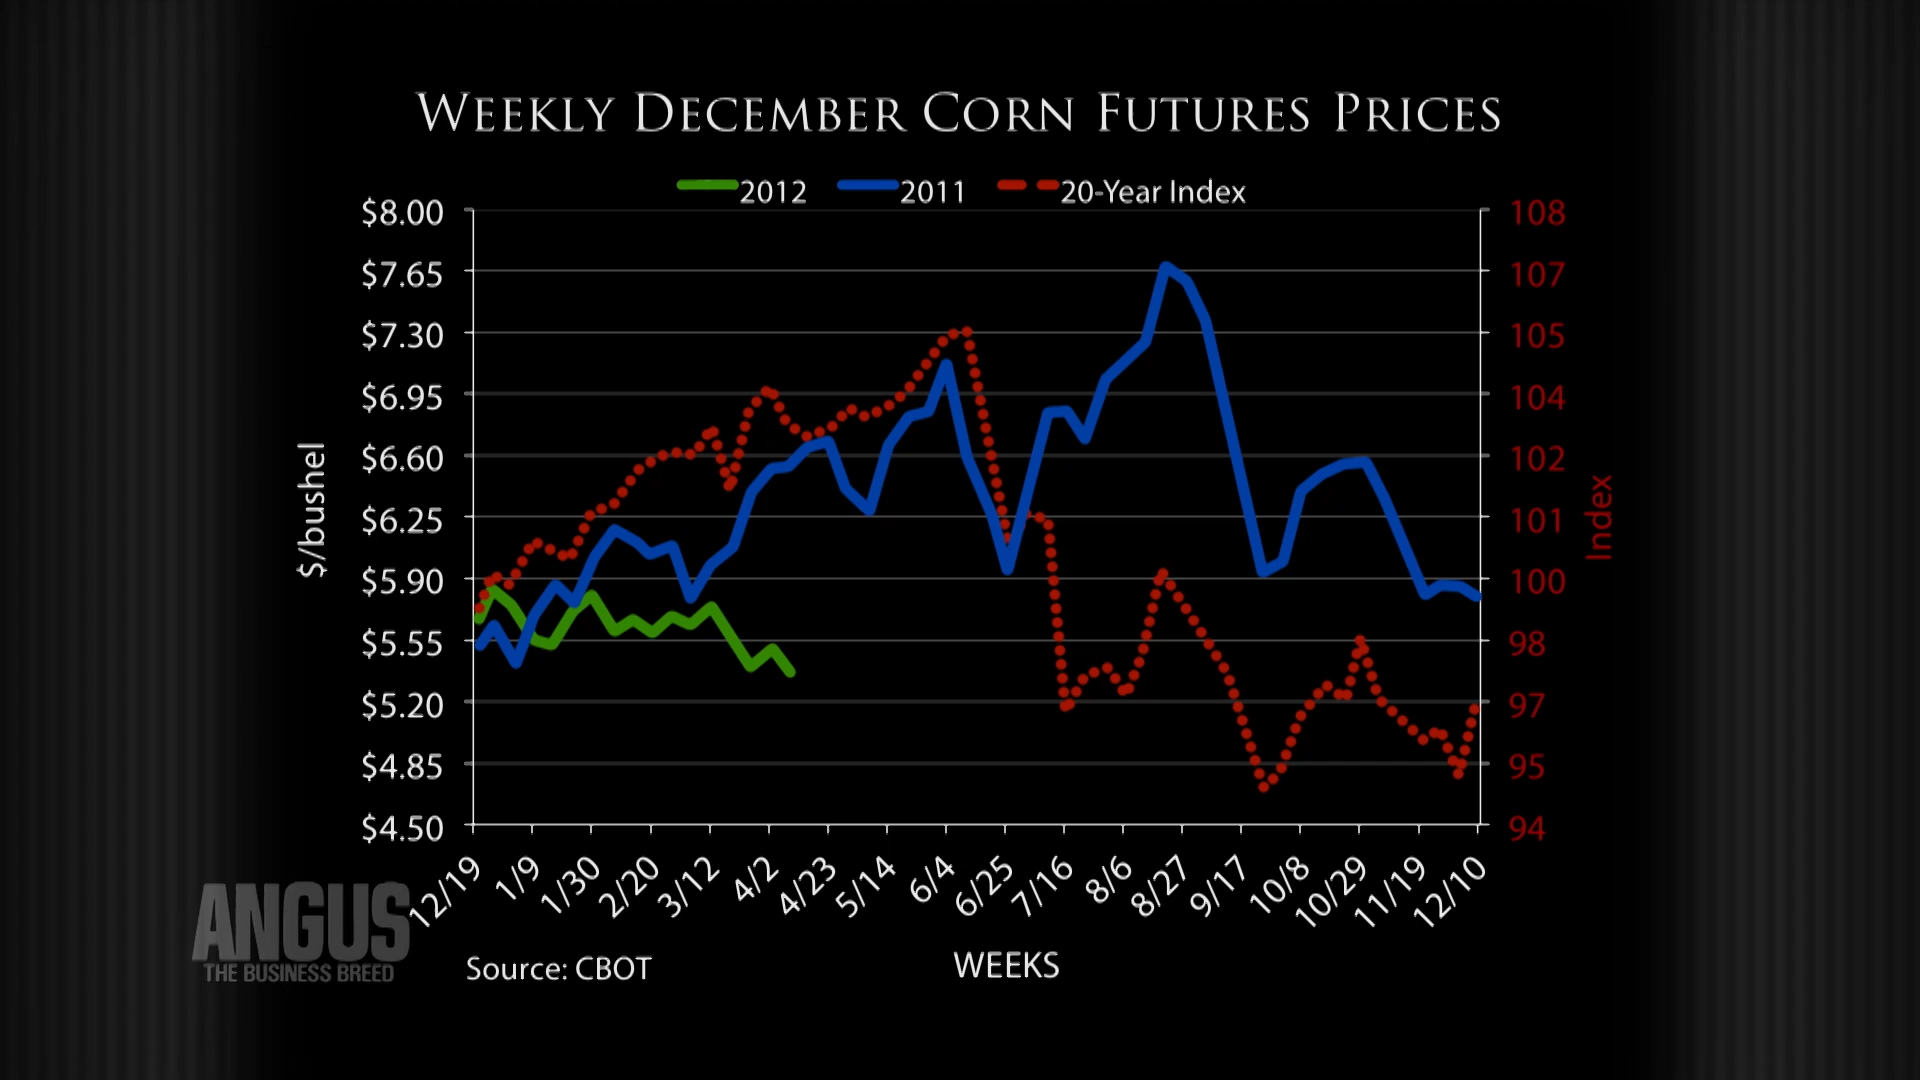 WEEKLY DECEMBER CORN FUTURES PRICES
2012 2011 20-Year Index
$8.00 108
$7.65 107
$7.30 105
$6.95 104
$6.60 102
$6.25 101
$5.90 100
$5.55 98
$5.20 97
$4.85 95
$4.50 94
$/bushel
Index
12/19 1/9 1/30 2/20 3/12 4/2 4/23 5/14 6/4 6/25 7/16 8/6 8/27 9/17 10/8 10/29 11/19 12/10
WEEKS
Source: CBOT
ANGUS
THE BUSINESS BREED